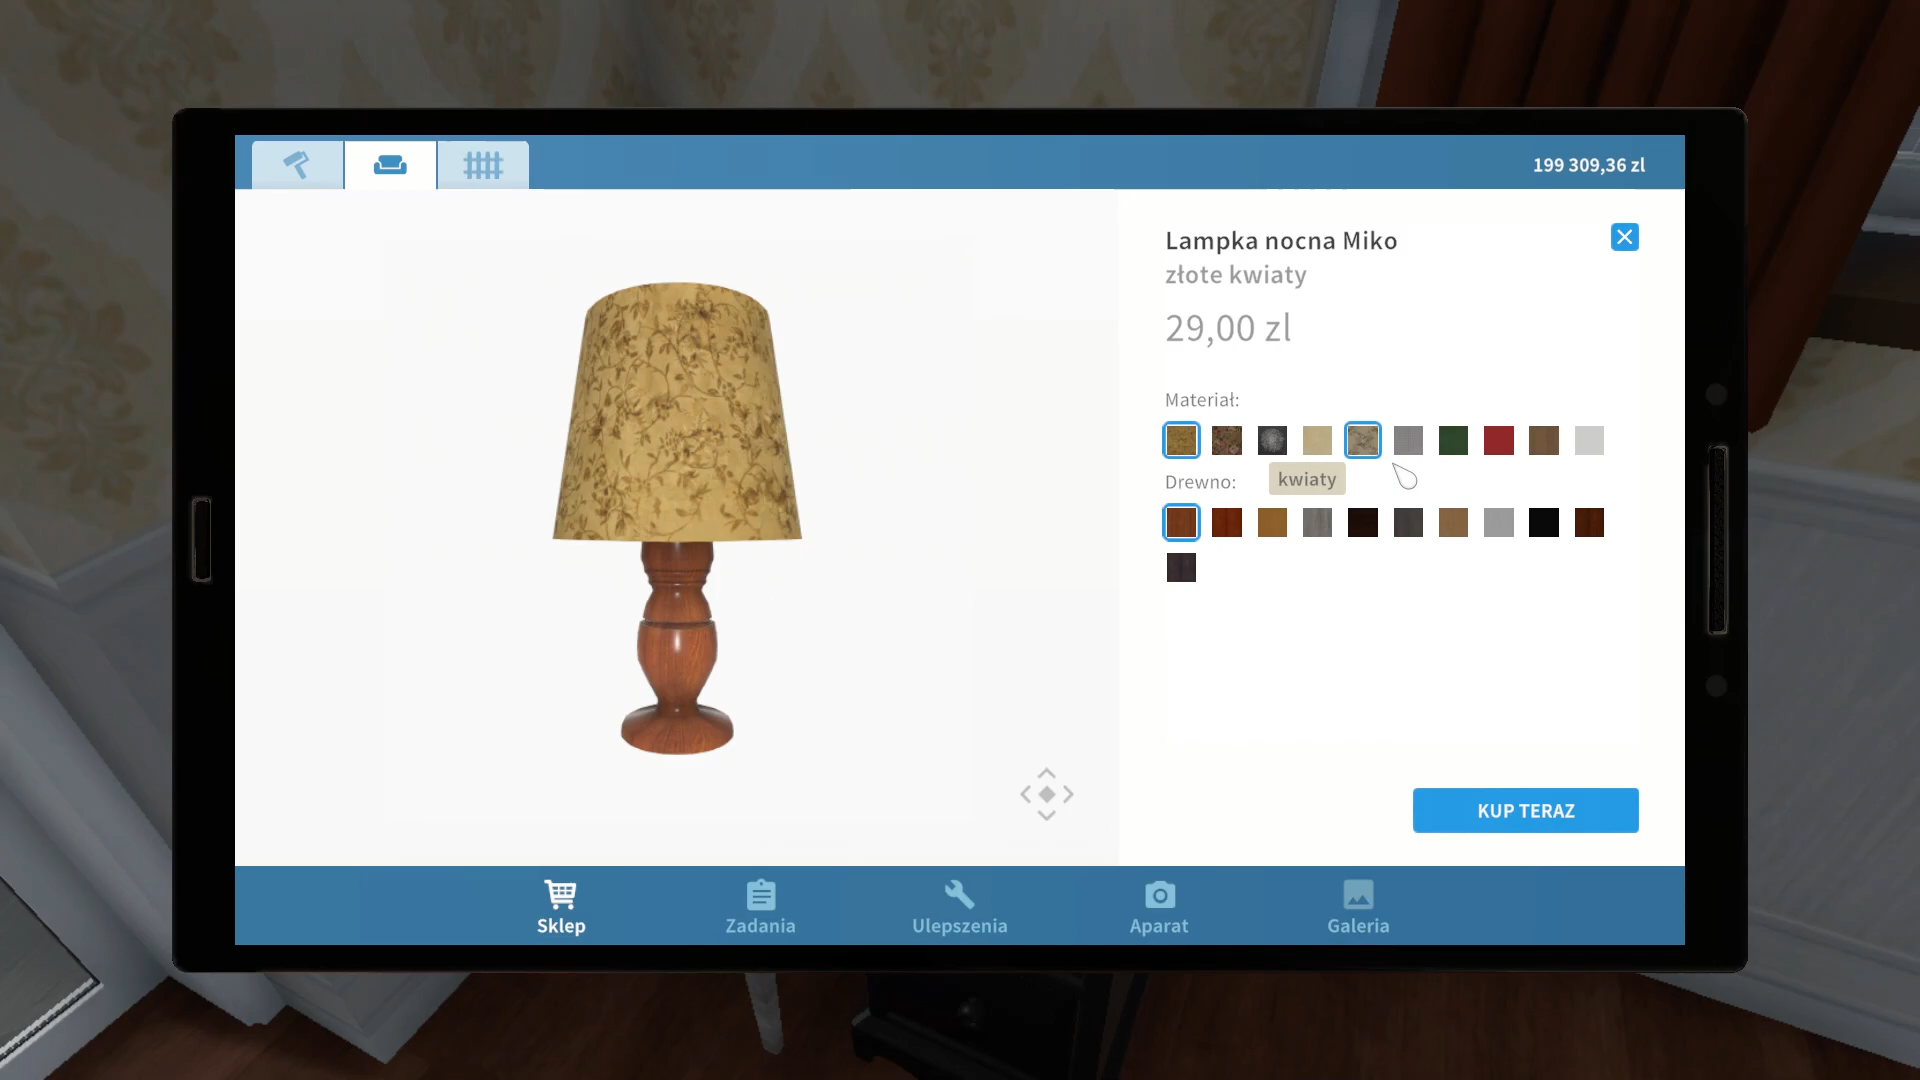 199 309,36 zl
Lampka nocna Miko
złote kwiaty
29,00 zl
Materiał:
kwiaty
Drewno:
KUP TERAZ
Sklep
Zadania
Ulepszenia
Aparat
Galeria